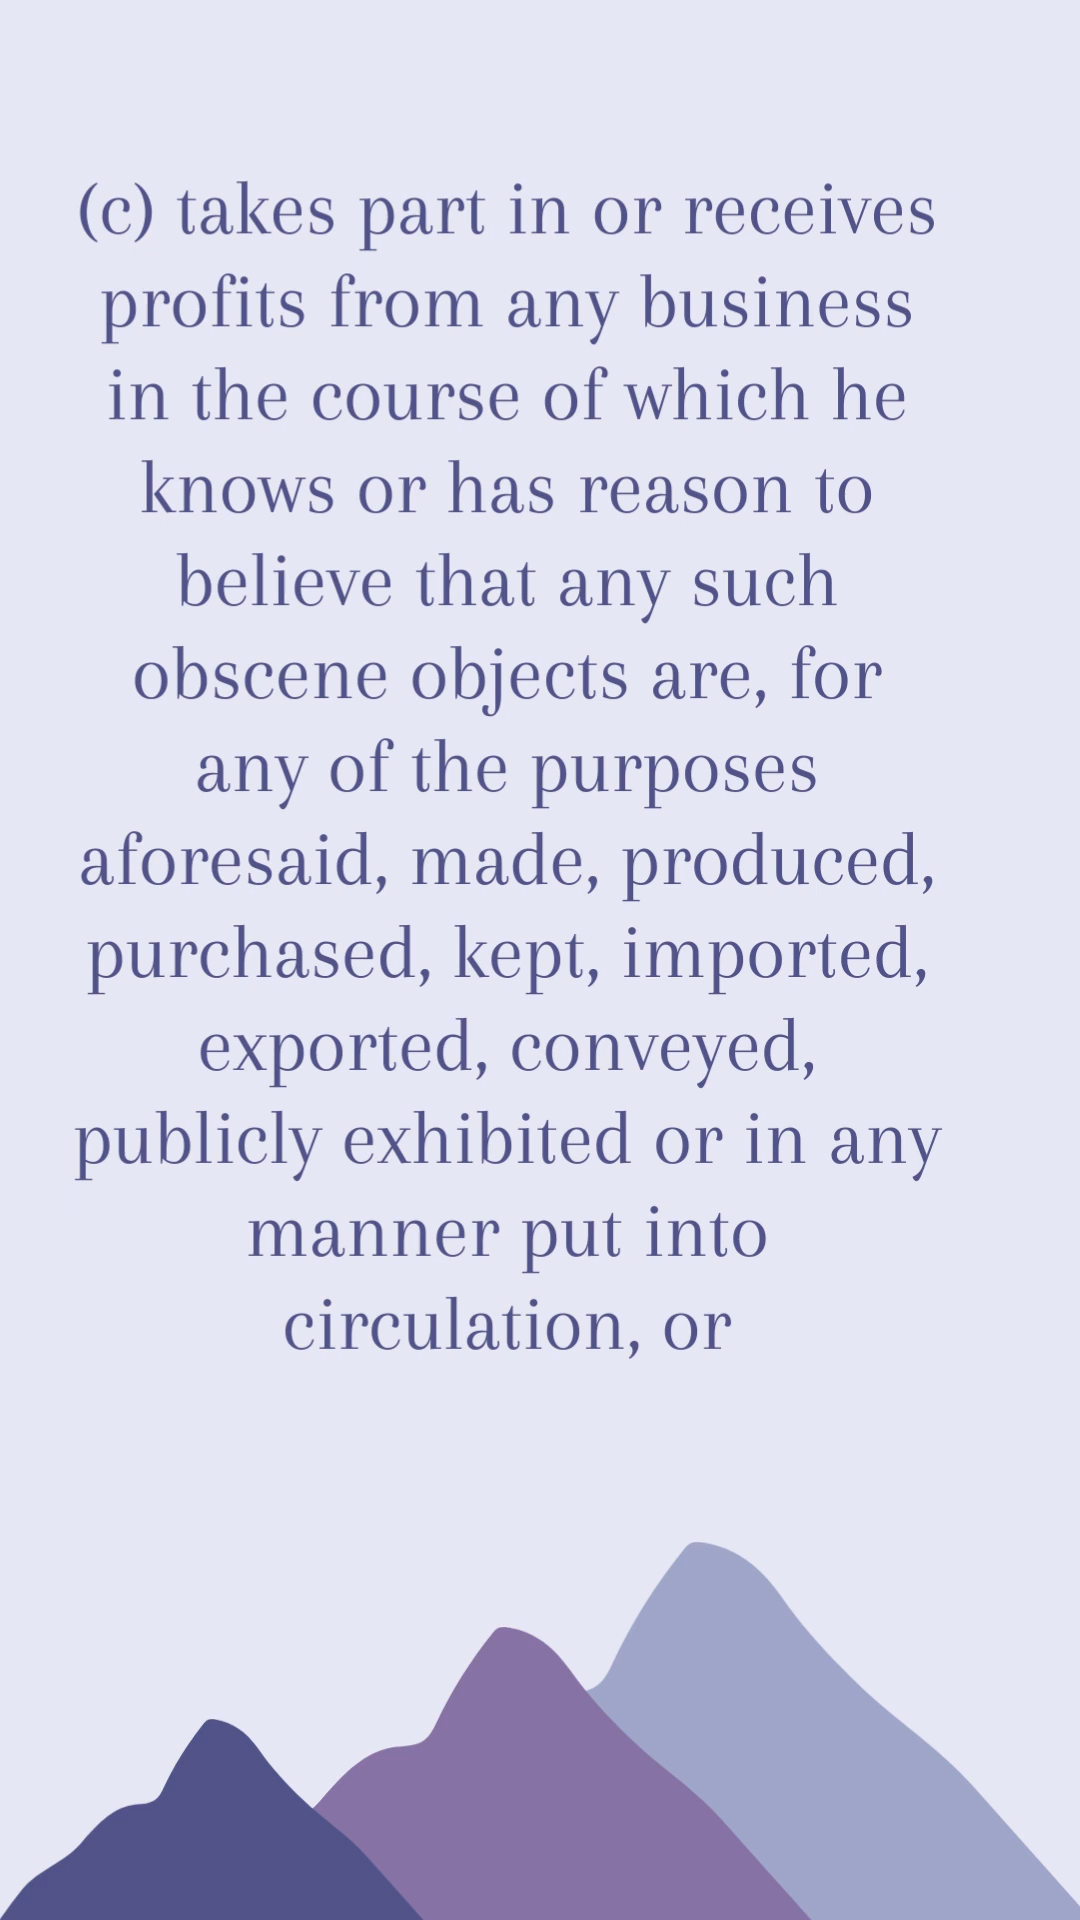 (c) takes part in or receives
profits from any business
in the course of which he
knows or has reason to
believe that any such
obscene objects are, for
any of the purposes
aforesaid, made, produced,
purchased, kept, imported,
exported, conveyed,
publicly exhibited or in any
manner put into
circulation, or